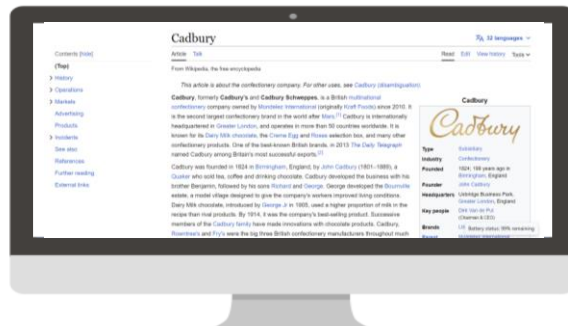 Cadbury
32 languages
Article Talk
Read Edit View history Tools
From Wikipedia, the free encyclopedia
Contents [hide]
(Top)
History
Operations
Markets
Advertising
Products
Incidents
See also
References
Further reading
External links
This article is about the confectionery company. For other uses, see Cadbury (disambiguation).
Cadbury, formerly Cadbury's and Cadbury Schweppes, is a British multinational
confectionery company owned by Mondelez International (originally Kraft Foods) since 2010. It
is the second largest confectionery brand in the world after Mars.[1] Cadbury is internationally
headquartered in Greater London, and operates in more than 50 countries worldwide. It is
known for its Dairy Milk chocolate, the Creme Egg and Roses selection box, and many other
confectionery products. One of the best-known British brands, in 2013 The Daily Telegraph
named Cadbury among Britain's most successful exports.[2]
Cadbury was founded in 1824 in Birmingham, England, by John Cadbury (1801–1889), a
Quaker who sold tea, coffee and drinking chocolate. Cadbury developed the business with his
brother Benjamin, followed by his sons Richard and George. George developed the Bournville
estate, a model village designed to give the company's workers improved living conditions.
Dairy Milk chocolate, introduced by George Jr in 1905, used a higher proportion of milk in the
recipe than rival products. By 1914, it was the company's best-selling product. Successive
members of the Cadbury family have made innovations with chocolate products. Cadbury,
Rowntree's and Fry's were the big three British confectionery manufacturers throughout much
Cadbury
Cadbury
Type Subsidiary
Industry Confectionery
Founded 1824; 199 years ago in
Birmingham, England
Founder John Cadbury
Headquarters Uxbridge Business Park,
Greater London, England
Key people Dirk Van de Put
(Chairman & CEO)
Brands List
Battery status: 99% remaining